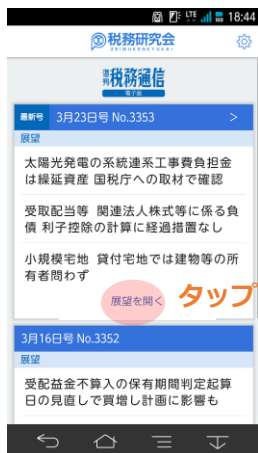 LTE 18:44
税務研究会
ZEIMUKENKYUKAI
週刊税務通信
電子版
最新号 3月23日号 No.3353 >
展望
太陽光発電の系統連系工事費負担金
は繰延資産 国税庁への取材で確認
受取配当等 関連法人株式等に係る負
債 利子控除の計算に経過措置なし
小規模宅地 貸付宅地では建物等の所
有者問わず
展望を開く タップ
3月16日号 No.3352
展望
受配益金不算入の保有期間判定起算
日の見直しで買増し計画に影響も